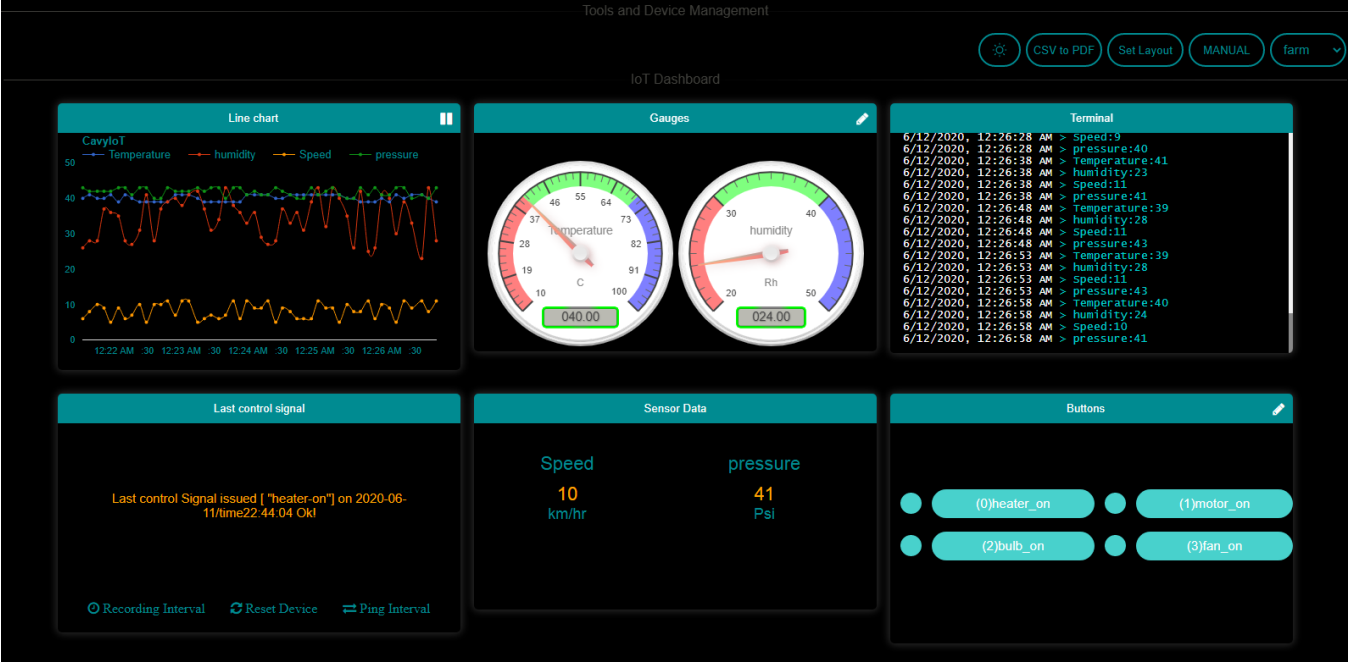 Tools and Device Management
CSV to PDF Set Layout MANUAL farm
IoT Dashboard
Line chart
CavyIoT
Temperature humidity Speed pressure
50
40
30
20
10
0
12:22 AM :30 12:23 AM :30 12:24 AM :30 12:25 AM :30 12:26 AM :30
Gauges
10 19 28 37 46 55 64 73 82 91 100
Temperature
C
040.00
20 30 40 50
humidity
Rh
024.00
Terminal
6/12/2020, 12:26:28 AM > Speed:9
6/12/2020, 12:26:28 AM > pressure:40
6/12/2020, 12:26:38 AM > Temperature:41
6/12/2020, 12:26:38 AM > humidity:23
6/12/2020, 12:26:38 AM > Speed:11
6/12/2020, 12:26:38 AM > pressure:41
6/12/2020, 12:26:48 AM > Temperature:39
6/12/2020, 12:26:48 AM > humidity:28
6/12/2020, 12:26:48 AM > Speed:11
6/12/2020, 12:26:48 AM > pressure:43
6/12/2020, 12:26:53 AM > Temperature:39
6/12/2020, 12:26:53 AM > humidity:28
6/12/2020, 12:26:53 AM > Speed:11
6/12/2020, 12:26:53 AM > pressure:43
6/12/2020, 12:26:58 AM > Temperature:40
6/12/2020, 12:26:58 AM > humidity:24
6/12/2020, 12:26:58 AM > Speed:10
6/12/2020, 12:26:58 AM > pressure:41
Last control signal
Last control Signal issued [ "heater-on"] on 2020-06-
11/time22:44:04 Ok!
Recording Interval Reset Device Ping Interval
Sensor Data
Speed pressure
10 41
km/hr Psi
Buttons
(0)heater_on (1)motor_on
(2)bulb_on (3)fan_on